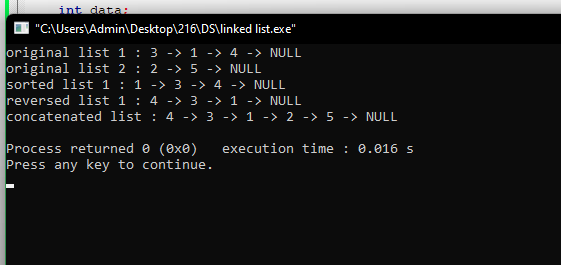 int data;
"C:\Users\Admin\Desktop\216\DS\linked list.exe"
original list 1 : 3 -> 1 -> 4 -> NULL
original list 2 : 2 -> 5 -> NULL
sorted list 1 : 1 -> 3 -> 4 -> NULL
reversed list 1 : 4 -> 3 -> 1 -> NULL
concatenated list : 4 -> 3 -> 1 -> 2 -> 5 -> NULL
Process returned 0 (0x0)   execution time : 0.016 s
Press any key to continue.